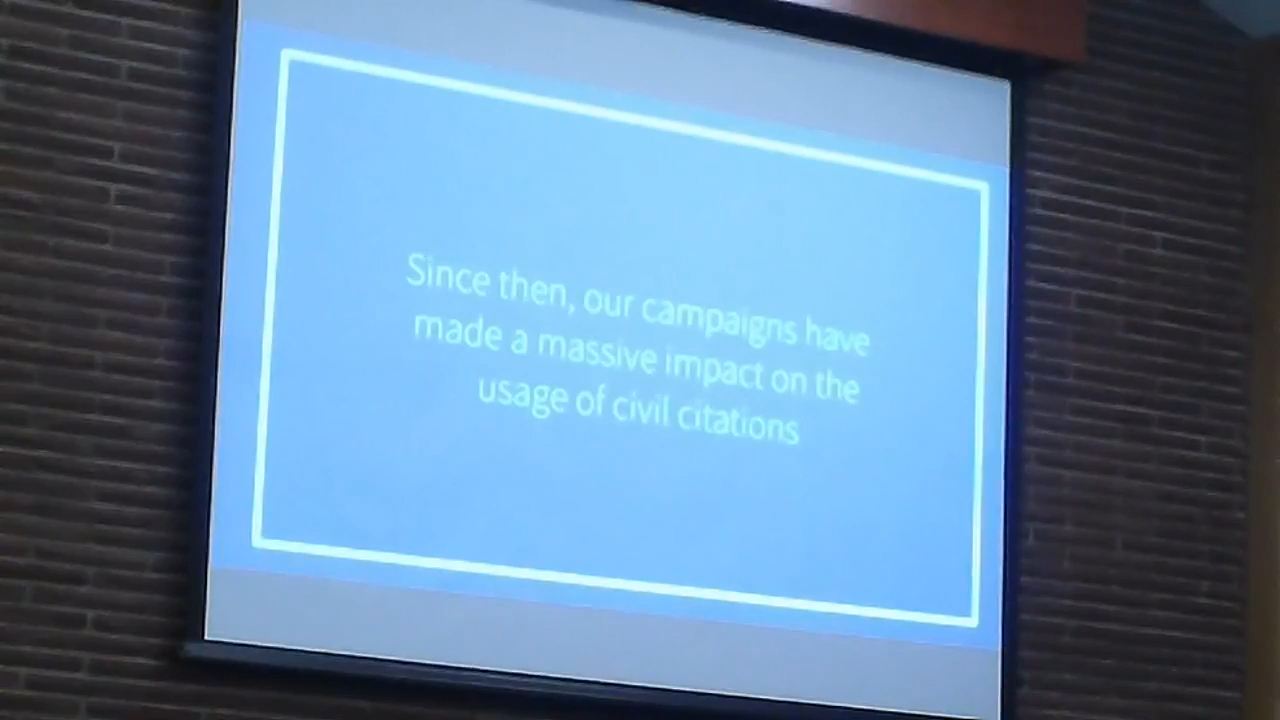 Since then, our campaigns have
made a massive impact on the
usage of civil citations